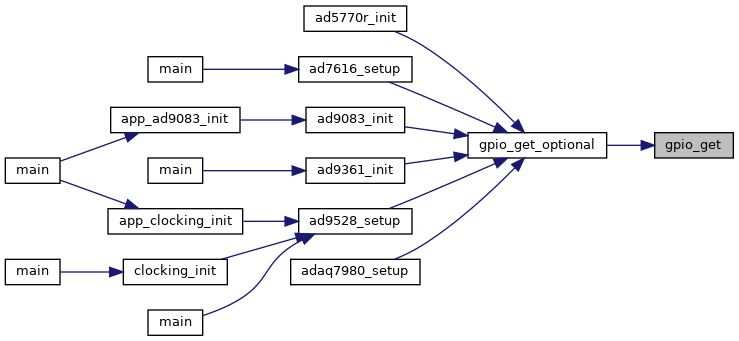 ad5770r_init
main
ad7616_setup
app_ad9083_init
ad9083_init
gpio_get_optional
gpio_get
main
main
ad9361_init
app_clocking_init
ad9528_setup
main
clocking_init
adaq7980_setup
main